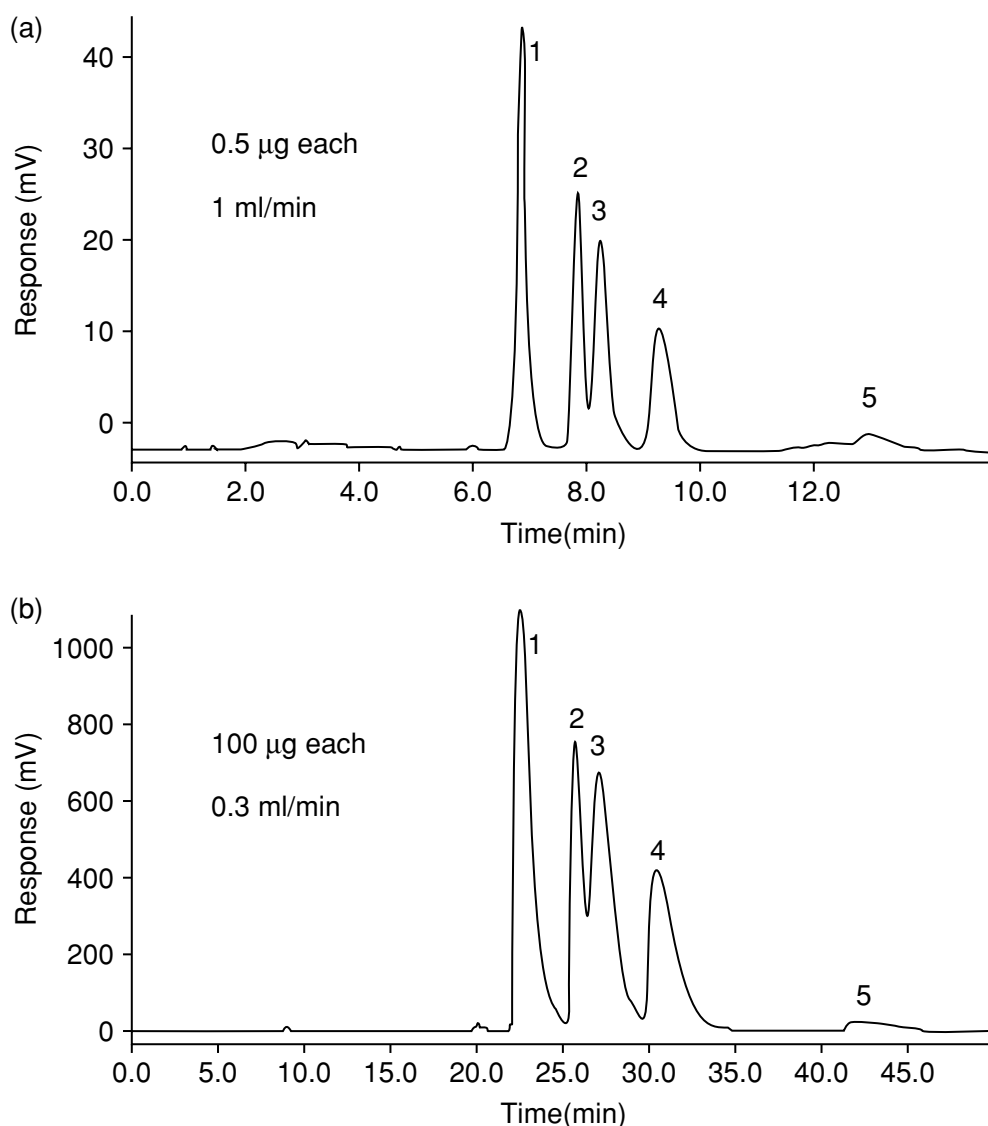 (a)
40
30
20
10
0
Response (mV)
0.5 μg each
1 ml/min
1
2
3
4
5
0.0 2.0 4.0 6.0 8.0 10.0 12.0
Time(min)
(b)
1000
800
600
400
200
0
Response (mV)
100 μg each
0.3 ml/min
1
2
3
4
5
0.0 5.0 10.0 15.0 20.0 25.0 30.0 35.0 40.0 45.0
Time(min)